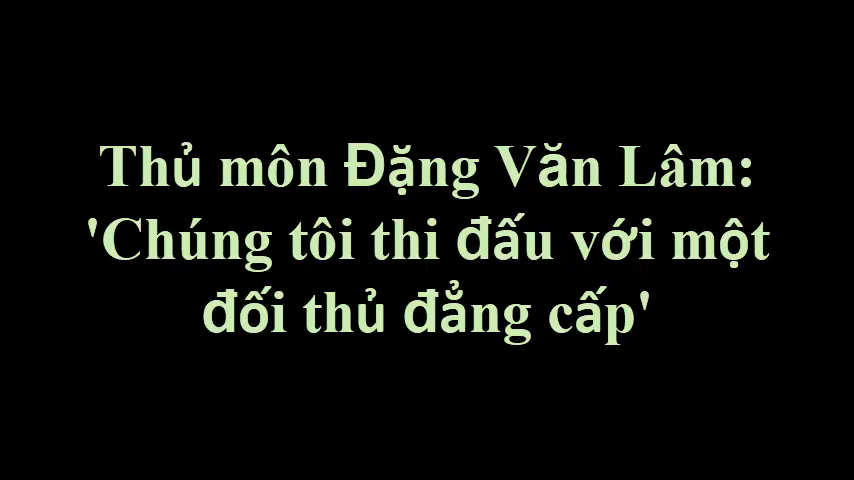 Thủ môn Đặng Văn Lâm:
'Chúng tôi thi đấu với một
đối thủ đẳng cấp'